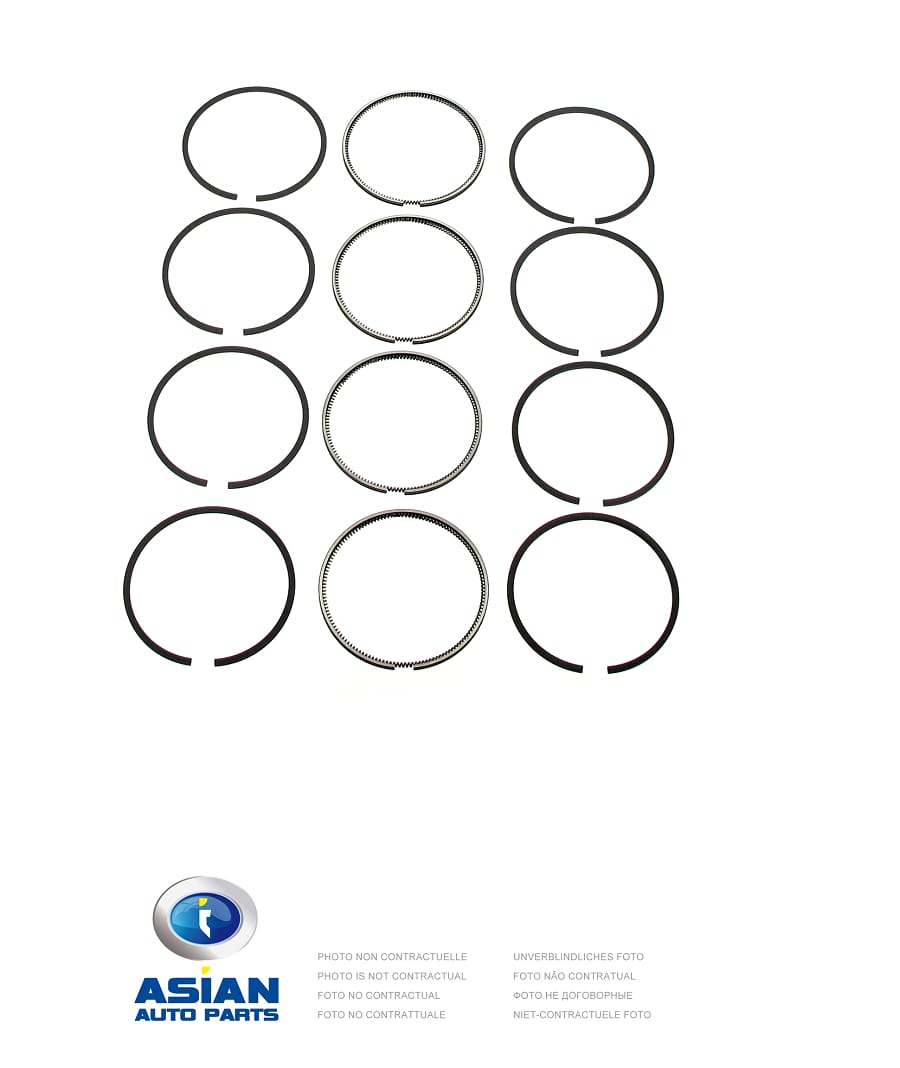 ASIAN
AUTO PARTS
PHOTO NON CONTRACTUELLE
PHOTO IS NOT CONTRACTUAL
FOTO NO CONTRACTUAL
FOTO NO CONTRATTUALE
UNVERBLINDLICHES FOTO
FOTO NÃO CONTRATUAL
ФОТО НЕ ДОГОВОРНЫЕ
NIET-CONTRACTUELE FOTO